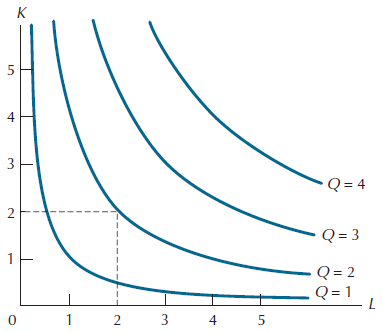 K
5
4
3
2
1
Q = 4
Q = 3
Q = 2
Q = 1
L
0 1 2 3 4 5